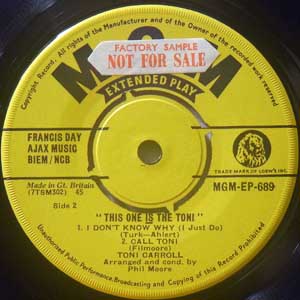 All Rights of the Manufacturer and of the Owner of the recorded Work Reserved
M-G-M
FACTORY SAMPLE
NOT FOR SALE
EXTENDED PLAY
FRANCIS DAY
AJAX MUSIC
BIEM/NCB
TRADE MARK OF LOEW'S INC.
Made in Gt. Britain
(7TSM302) 45
MGM-EP-689
Side 2
"THIS ONE IS THE TONI"
1. I DON'T KNOW WHY (I Just Do)
(Turk—Ahlert)
2. CALL TONI
(Filmoore)
TONI CARROLL
Arranged and cond. by
Phil Moore
Unauthorised Public Performance, Broadcasting and Copying of this Record Prohibited